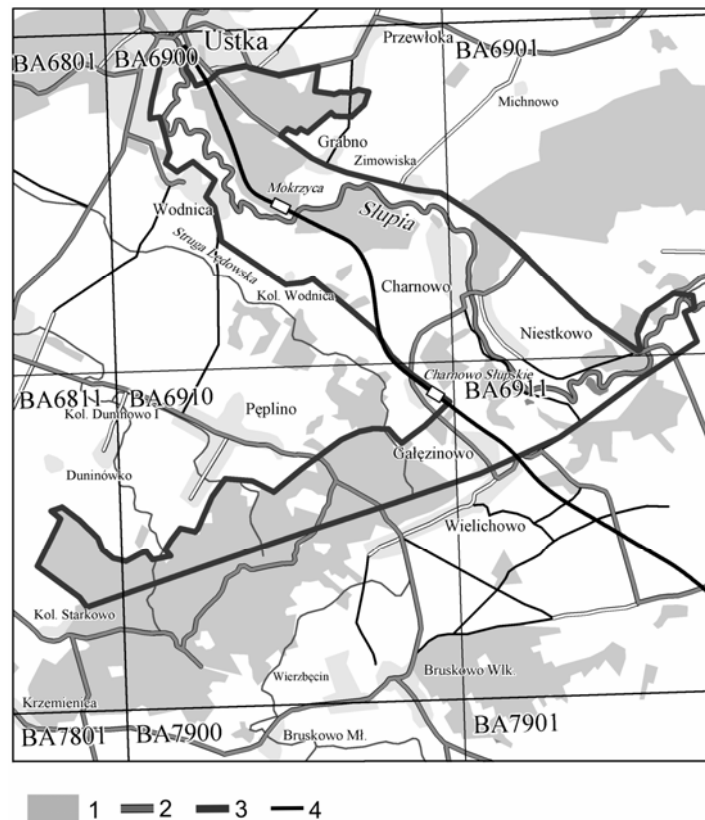 Ustka
Przewłoka
BA6801
BA6900
BA6901
Michnowo
Grabno
Zimowiska
Mokrzyca
Wodnica
Słupia
Struga Lędowska
Charnowo
Kol. Wodnica
Niestkowo
Charnowo Słupskie
BA6811
BA6910
BA6911
Kol. Duninowo I
Pęplino
Gałęzinowo
Duninówko
Wielichowo
Kol. Starkowo
Wierzbęcin
Bruskowo Wlk.
Krzemienica
BA7801
BA7900
Bruskowo Mł.
BA7901
1 2 3 4